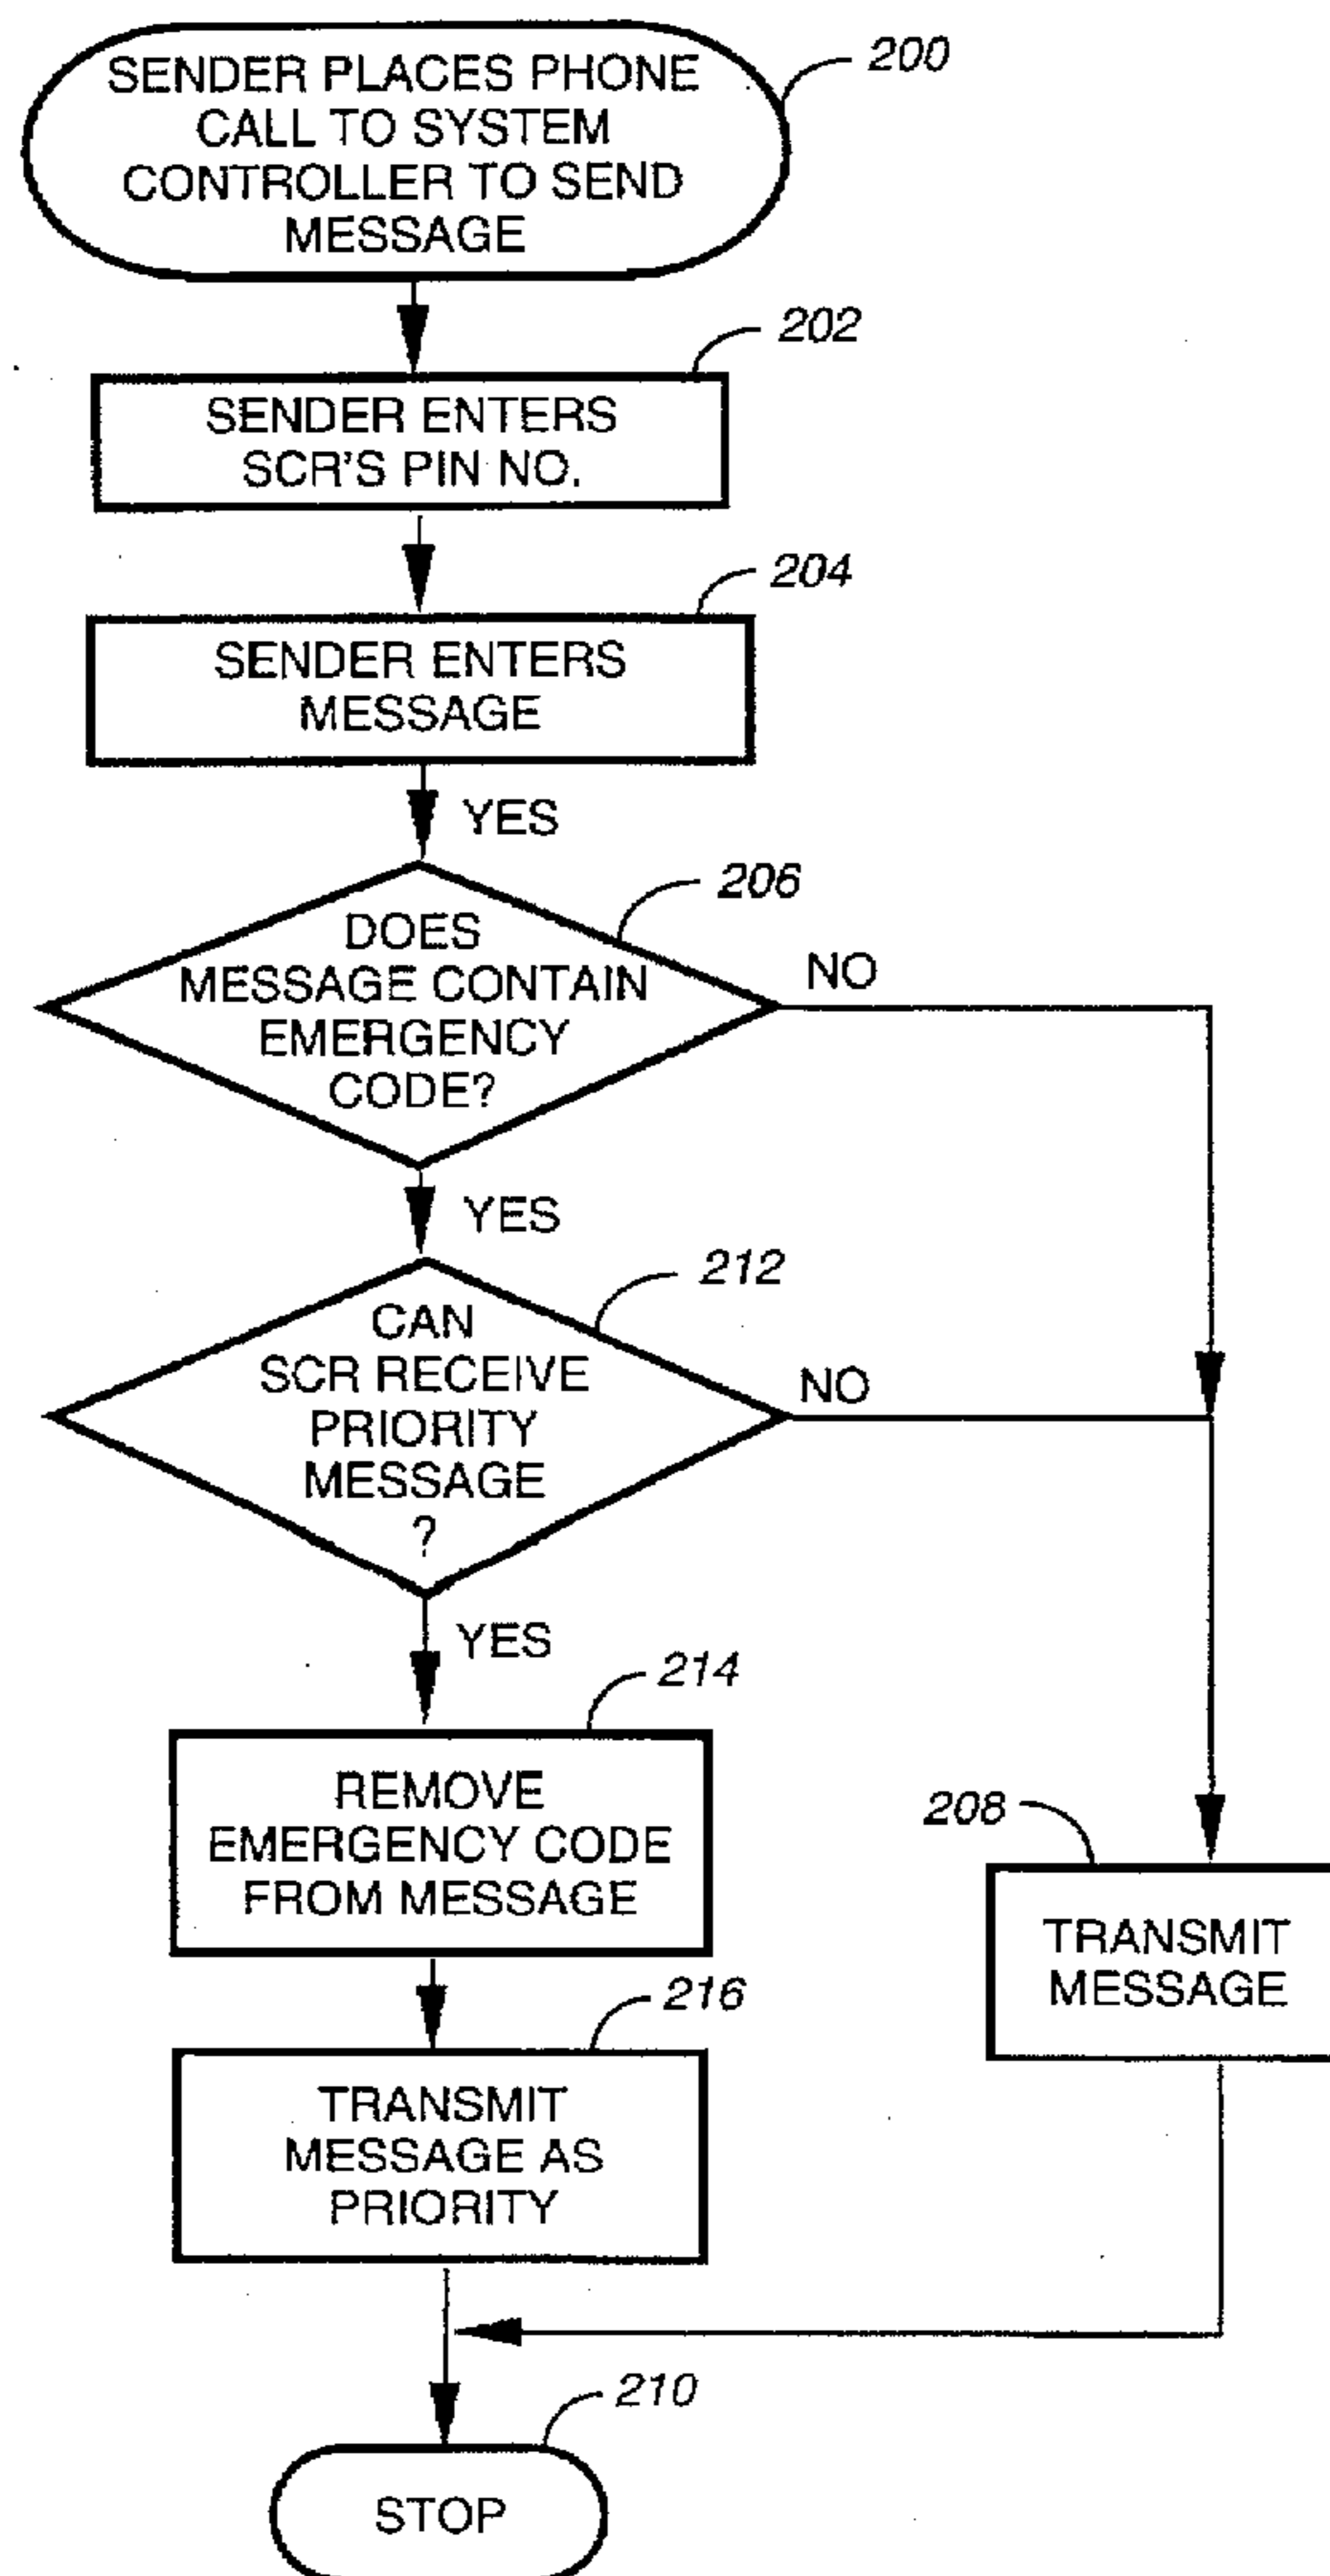 SENDER PLACES PHONE
CALL TO SYSTEM
CONTROLLER TO SEND
MESSAGE
200
202
SENDER ENTERS
SCR'S PIN NO.
204
SENDER ENTERS
MESSAGE
YES
206
DOES
MESSAGE CONTAIN
EMERGENCY
CODE?
NO
YES
212
CAN
SCR RECEIVE
PRIORITY
MESSAGE
?
NO
YES
214
REMOVE
EMERGENCY CODE
FROM MESSAGE
208
TRANSMIT
MESSAGE
216
TRANSMIT
MESSAGE AS
PRIORITY
210
STOP